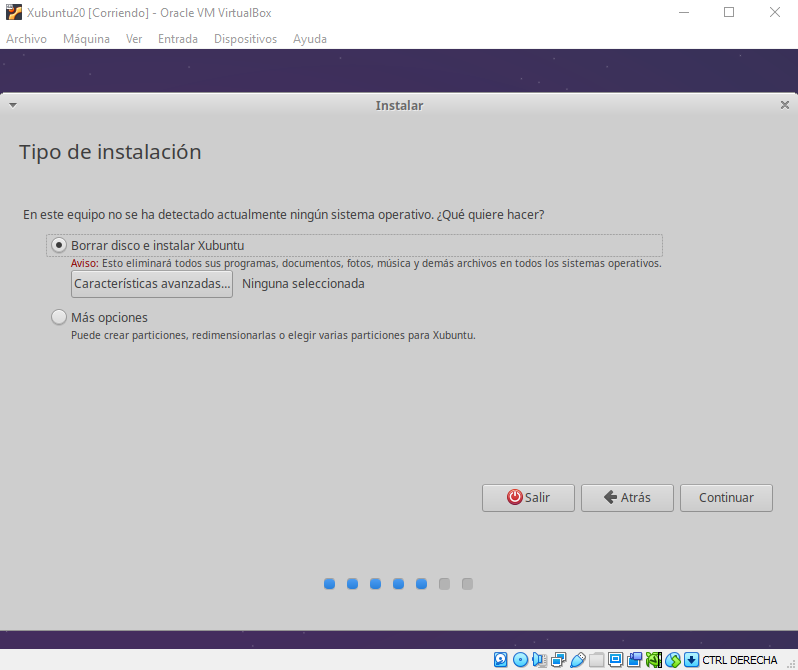 Xubuntu20 [Corriendo] - Oracle VM VirtualBox
Archivo Máquina Ver Entrada Dispositivos Ayuda
Instalar
Tipo de instalación
En este equipo no se ha detectado actualmente ningún sistema operativo. ¿Qué quiere hacer?
Borrar disco e instalar Xubuntu
Aviso: Esto eliminará todos sus programas, documentos, fotos, música y demás archivos en todos los sistemas operativos.
Características avanzadas... Ninguna seleccionada
Más opciones
Puede crear particiones, redimensionarlas o elegir varias particiones para Xubuntu.
Salir Atrás Continuar
CTRL DERECHA